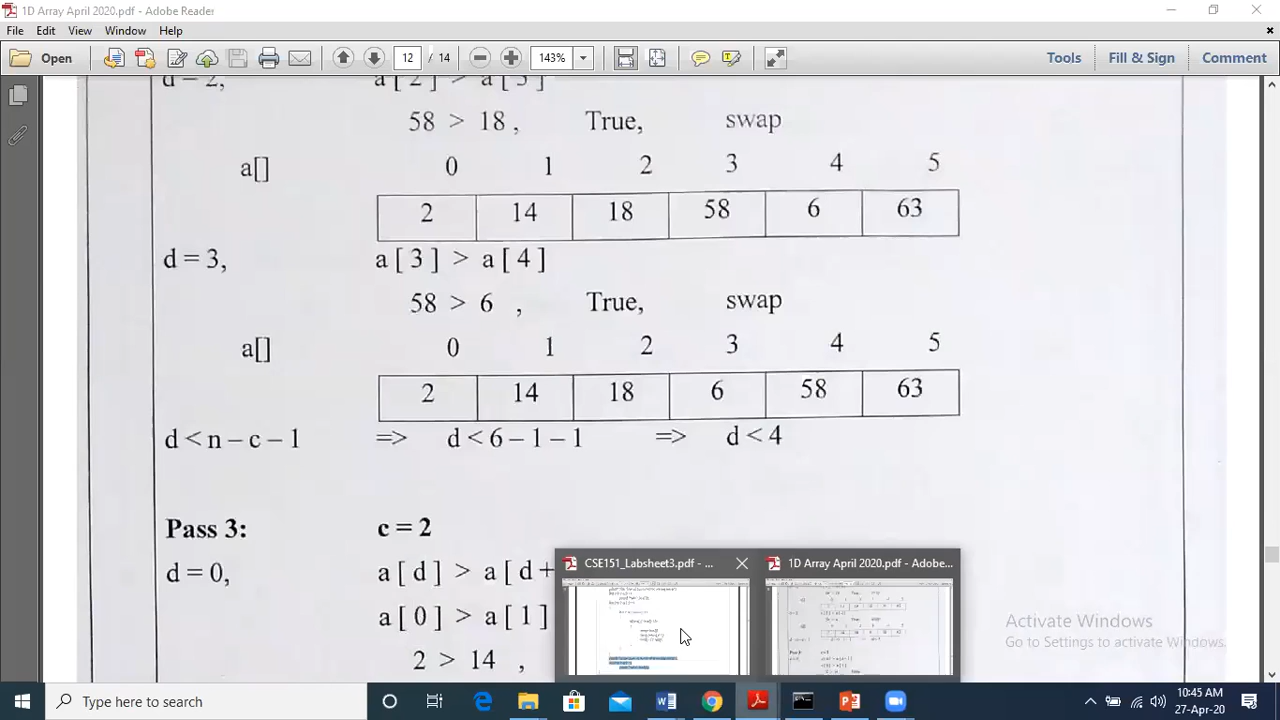 1D Array April 2020.pdf - Adobe Reader
File Edit View Window Help
Open 12 / 14 143% Tools Fill & Sign Comment
d = 2, a [ 2 ] > a [ 3 ]
58 > 18 , True, swap
a[] 0 1 2 3 4 5
2 14 18 58 6 63
d = 3, a [ 3 ] > a [ 4 ]
58 > 6 , True, swap
a[] 0 1 2 3 4 5
2 14 18 6 58 63
d < n – c – 1 => d < 6 – 1 – 1 => d < 4
Pass 3: c = 2
d = 0, a [ d ] > a [ d +
a [ 0 ] > a [ 1 ]
2 > 14 ,
CSE151_Labsheet3.pdf - ... 1D Array April 2020.pdf - Adobe...
Activate Windows
Go to Settings to activate Windows.
Type here to search
10:45 AM
27-Apr-20